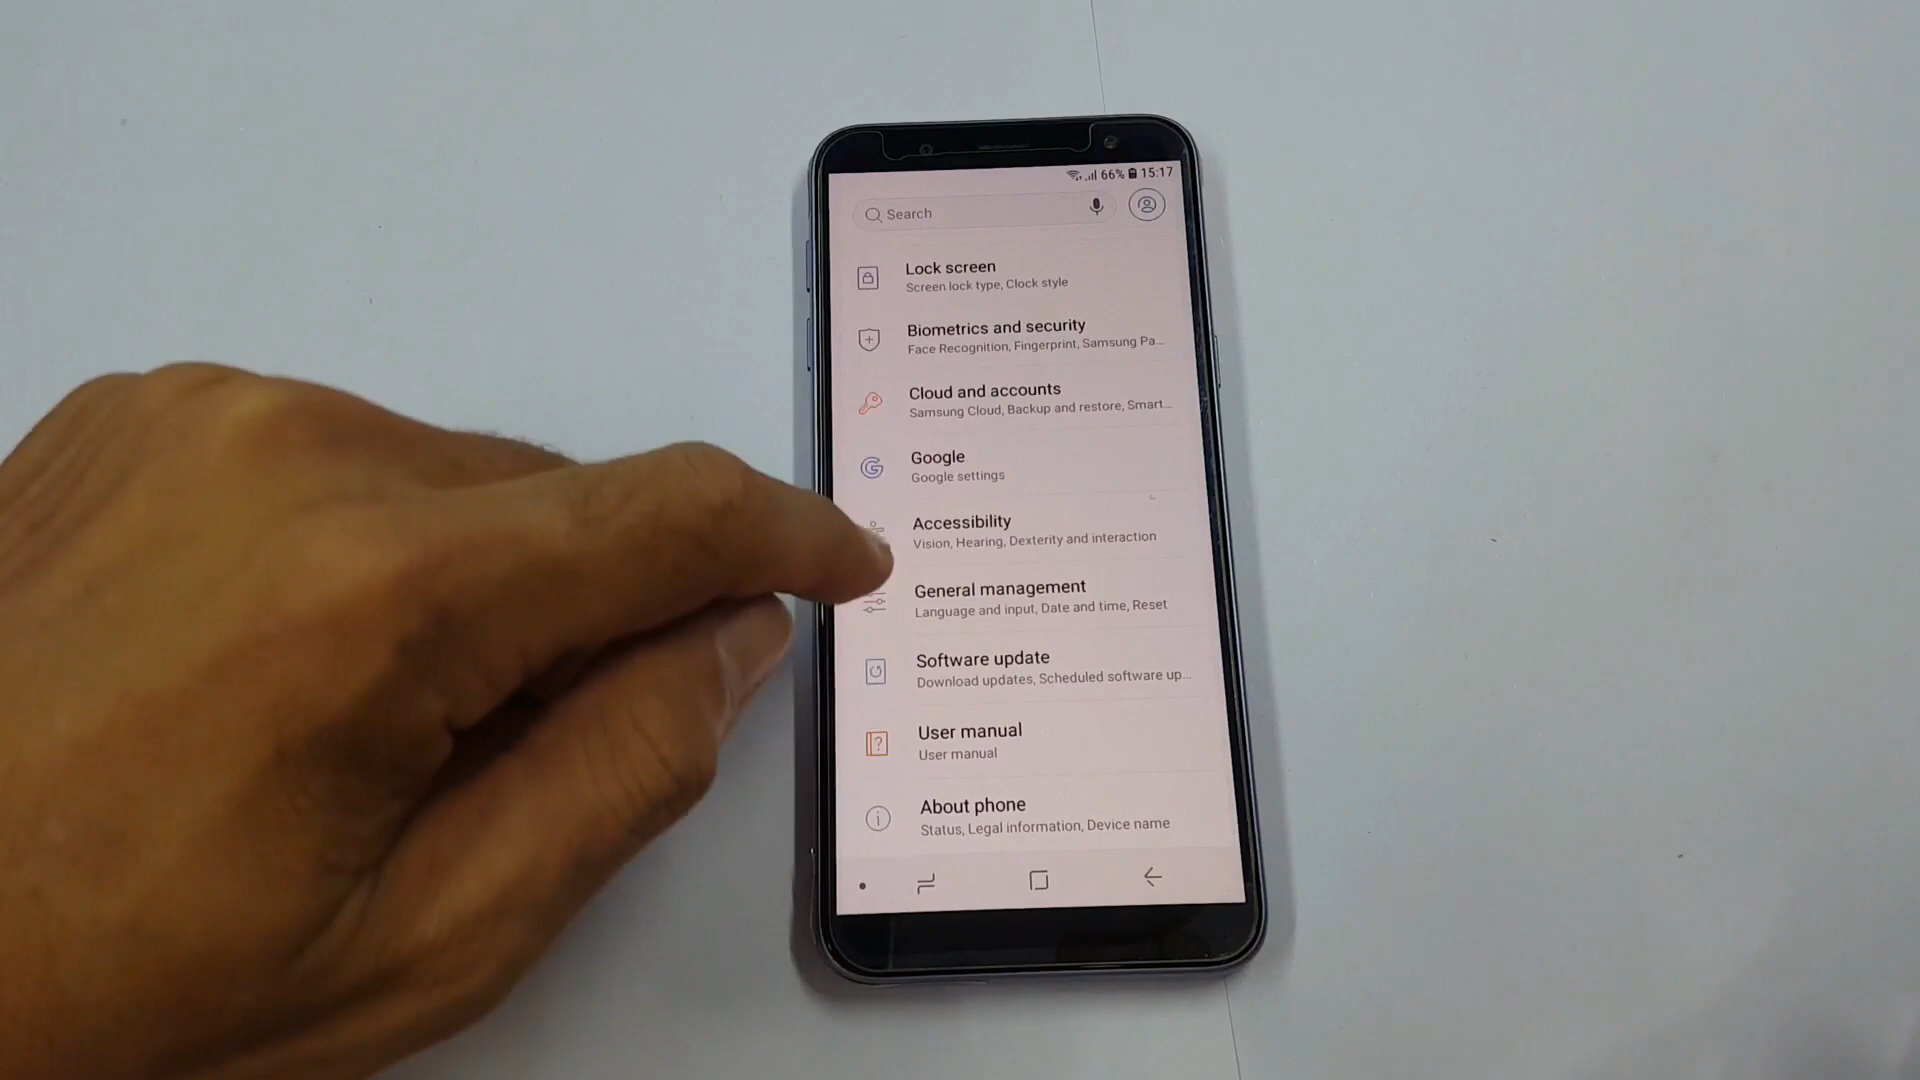 66% 15:17
Search
Lock screen
Screen lock type, Clock style
Biometrics and security
Face Recognition, Fingerprint, Samsung Pa...
Cloud and accounts
Samsung Cloud, Backup and restore, Smart...
Google
Google settings
Accessibility
Vision, Hearing, Dexterity and interaction
General management
Language and input, Date and time, Reset
Software update
Download updates, Scheduled software up...
User manual
User manual
About phone
Status, Legal information, Device name